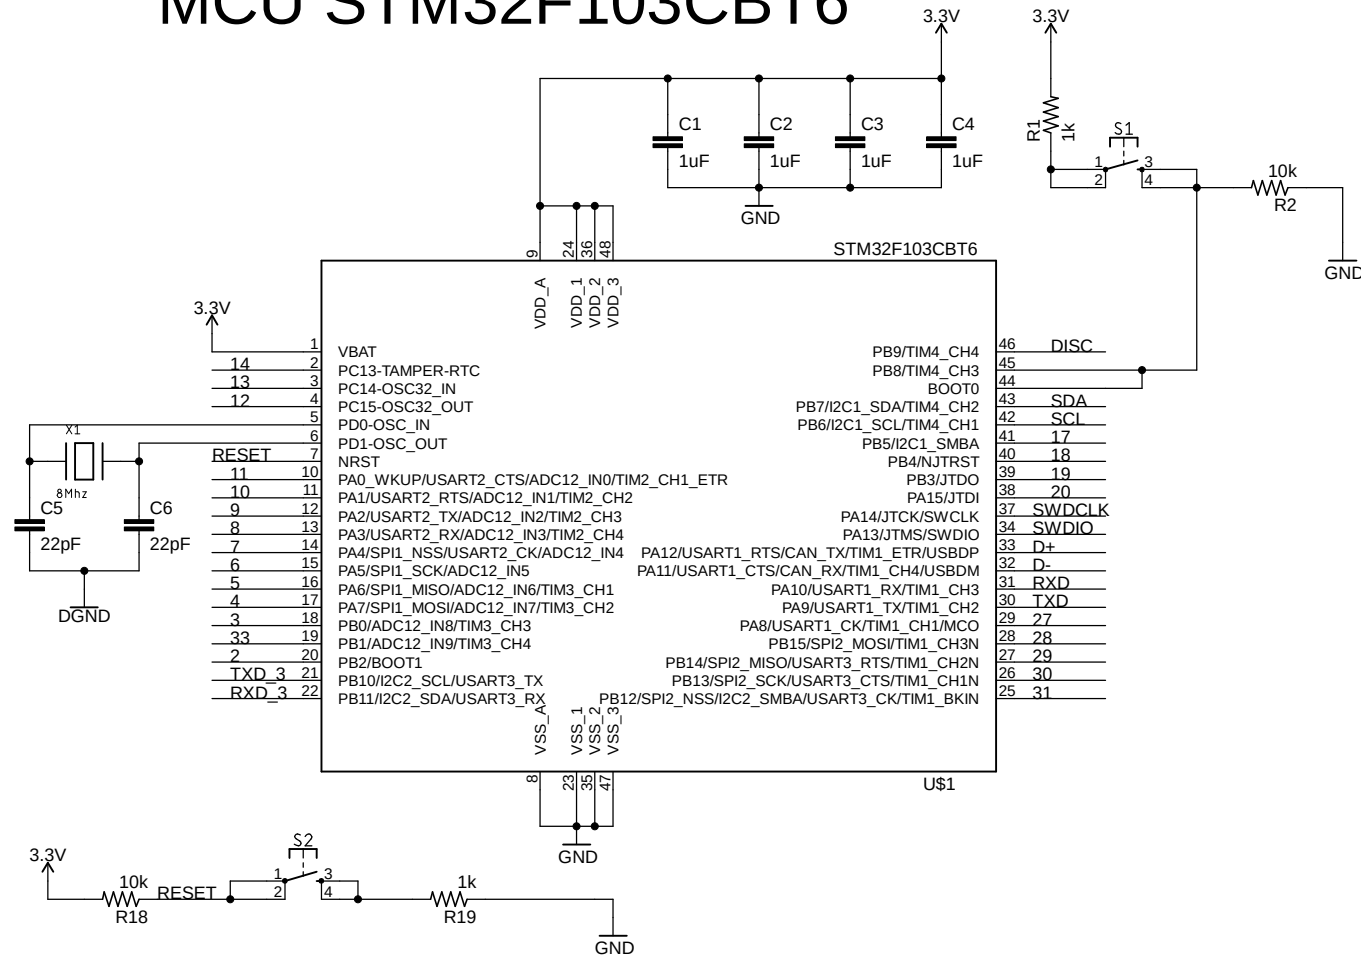 MCU STM32F103CBT6
3.3V
3.3V
C1
1uF
C2
1uF
C3
1uF
C4
1uF
GND
R1
1k
S1
1
2
3
4
10k
R2
GND
STM32F103CBT6
9
24
36
48
VDD_A
VDD_1
VDD_2
VDD_3
3.3V
1 VBAT
14 2 PC13-TAMPER-RTC
13 3 PC14-OSC32_IN
12 4 PC15-OSC32_OUT
5 PD0-OSC_IN
6 PD1-OSC_OUT
RESET 7 NRST
11 10 PA0_WKUP/USART2_CTS/ADC12_IN0/TIM2_CH1_ETR
10 11 PA1/USART2_RTS/ADC12_IN1/TIM2_CH2
9 12 PA2/USART2_TX/ADC12_IN2/TIM2_CH3
8 13 PA3/USART2_RX/ADC12_IN3/TIM2_CH4
7 14 PA4/SPI1_NSS/USART2_CK/ADC12_IN4
6 15 PA5/SPI1_SCK/ADC12_IN5
5 16 PA6/SPI1_MISO/ADC12_IN6/TIM3_CH1
4 17 PA7/SPI1_MOSI/ADC12_IN7/TIM3_CH2
3 18 PB0/ADC12_IN8/TIM3_CH3
33 19 PB1/ADC12_IN9/TIM3_CH4
2 20 PB2/BOOT1
TXD_3 21 PB10/I2C2_SCL/USART3_TX
RXD_3 22 PB11/I2C2_SDA/USART3_RX
PB9/TIM4_CH4 46 DISC
PB8/TIM4_CH3 45
BOOT0 44
PB7/I2C1_SDA/TIM4_CH2 43 SDA
PB6/I2C1_SCL/TIM4_CH1 42 SCL
PB5/I2C1_SMBA 41 17
PB4/NJTRST 40 18
PB3/JTDO 39 19
PA15/JTDI 38 20
PA14/JTCK/SWCLK 37 SWDCLK
PA13/JTMS/SWDIO 34 SWDIO
PA12/USART1_RTS/CAN_TX/TIM1_ETR/USBDP 33 D+
PA11/USART1_CTS/CAN_RX/TIM1_CH4/USBDM 32 D-
PA10/USART1_RX/TIM1_CH3 31 RXD
PA9/USART1_TX/TIM1_CH2 30 TXD
PA8/USART1_CK/TIM1_CH1/MCO 29 27
PB15/SPI2_MOSI/TIM1_CH3N 28 28
PB14/SPI2_MISO/USART3_RTS/TIM1_CH2N 27 29
PB13/SPI2_SCK/USART3_CTS/TIM1_CH1N 26 30
PB12/SPI2_NSS/I2C2_SMBA/USART3_CK/TIM1_BKIN 25 31
X1
8Mhz
C5
22pF
C6
22pF
DGND
VSS_A
VSS_1
VSS_2
VSS_3
8
23
35
47
U$1
GND
3.3V
10k
R18
RESET
S2
1
2
3
4
1k
R19
GND